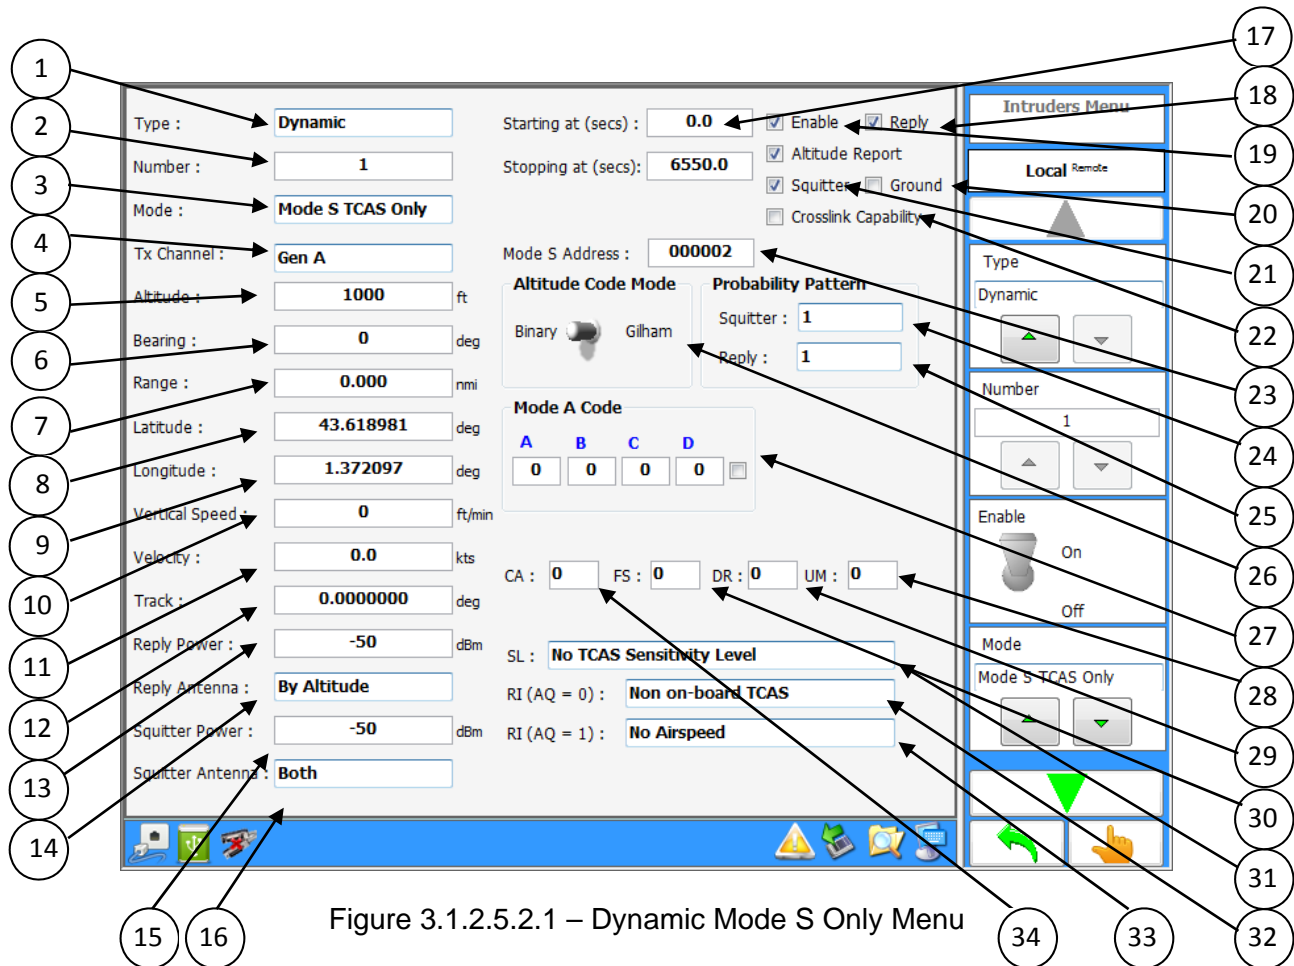 17
1
18
2
19
3
20
4
21
5
22
6
23
7
24
8
25
9
26
10
27
11
28
12
29
13
30
14
31
15
16
34
33
32
Type :
Dynamic
Number :
1
Mode :
Mode S TCAS Only
Tx Channel :
Gen A
Altitude :
1000
ft
Bearing :
0
deg
Range :
0.000
nmi
Latitude :
43.618981
deg
Longitude :
1.372097
deg
Vertical Speed :
0
ft/min
Velocity :
0.0
kts
Track :
0.0000000
deg
Reply Power :
-50
dBm
Reply Antenna :
By Altitude
Squitter Power :
-50
dBm
Squitter Antenna :
Both
Starting at (secs) :
0.0
Stopping at (secs):
6550.0
Enable
Reply
Altitude Report
Squitter
Ground
Crosslink Capability
Mode S Address :
000002
Altitude Code Mode
Binary
Gilham
Probability Pattern
Squitter :
1
Reply :
1
Mode A Code
A B C D
0 0 0 0
CA : 0 FS : 0 DR : 0 UM : 0
SL : No TCAS Sensitivity Level
RI (AQ = 0) : Non on-board TCAS
RI (AQ = 1) : No Airspeed
Intruders Menu
Local Remote
Type
Dynamic
Number
1
Enable
On
Off
Mode
Mode S TCAS Only
Figure 3.1.2.5.2.1 – Dynamic Mode S Only Menu